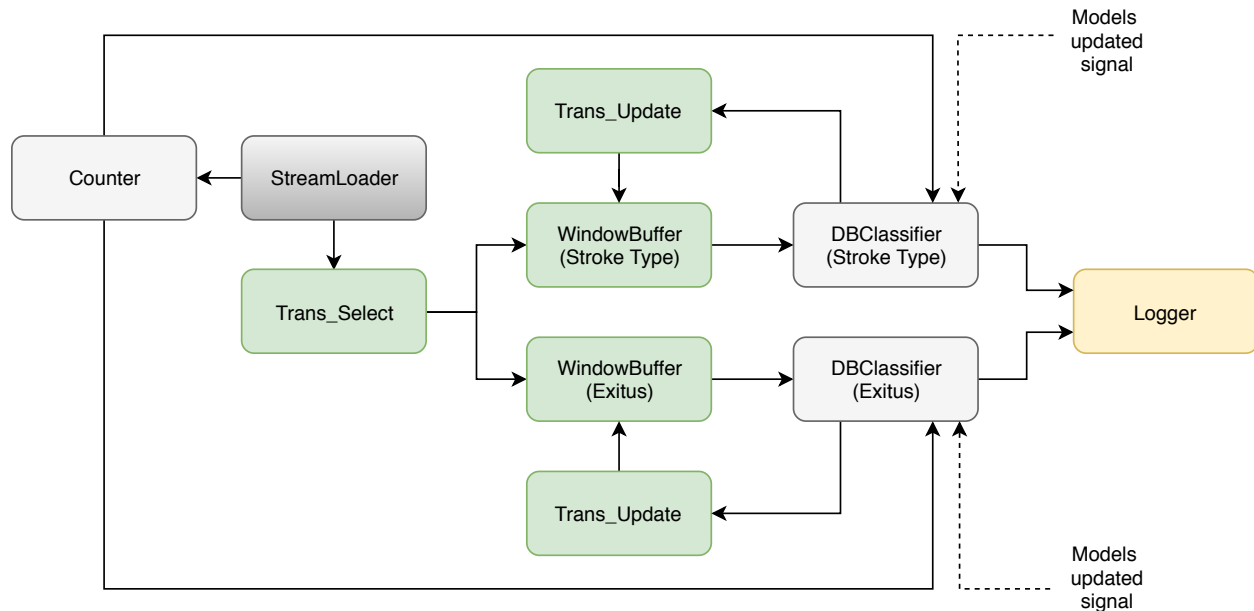 Models
updated
signal
Trans_Update
Counter
StreamLoader
WindowBuffer
(Stroke Type)
DBClassifier
(Stroke Type)
Trans_Select
Logger
WindowBuffer
(Exitus)
DBClassifier
(Exitus)
Trans_Update
Models
updated
signal